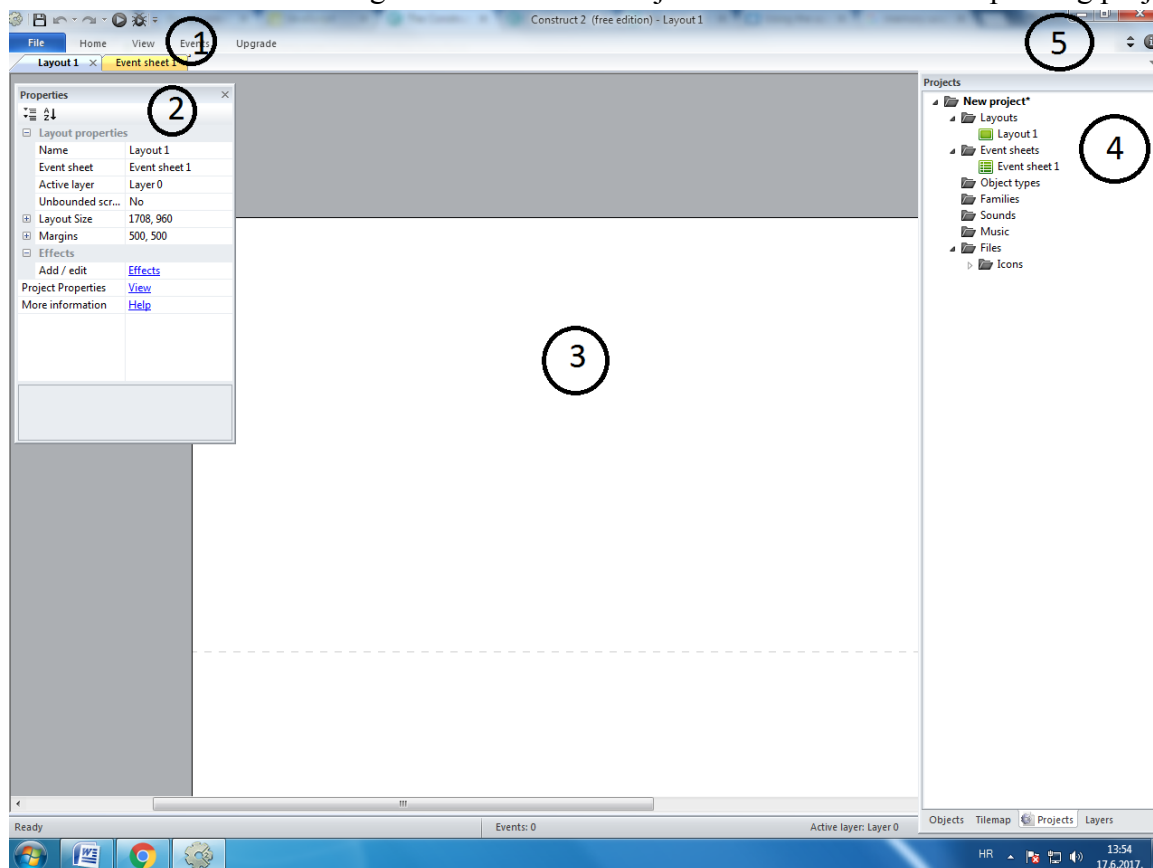 Construct 2 (free edition) - Layout 1
File Home View Events Upgrade
1
5
Layout 1 Event sheet 1
Properties
2
Layout properties
Name Layout 1
Event sheet Event sheet 1
Active layer Layer 0
Unbounded scr... No
Layout Size 1708, 960
Margins 500, 500
Effects
Add / edit Effects
Project Properties View
More information Help
3
Projects
New project*
Layouts
Layout 1
4
Event sheets
Event sheet 1
Object types
Families
Sounds
Music
Files
Icons
Objects Tilemap Projects Layers
Ready Events: 0 Active layer: Layer 0
HR 13:54
17.6.2017.